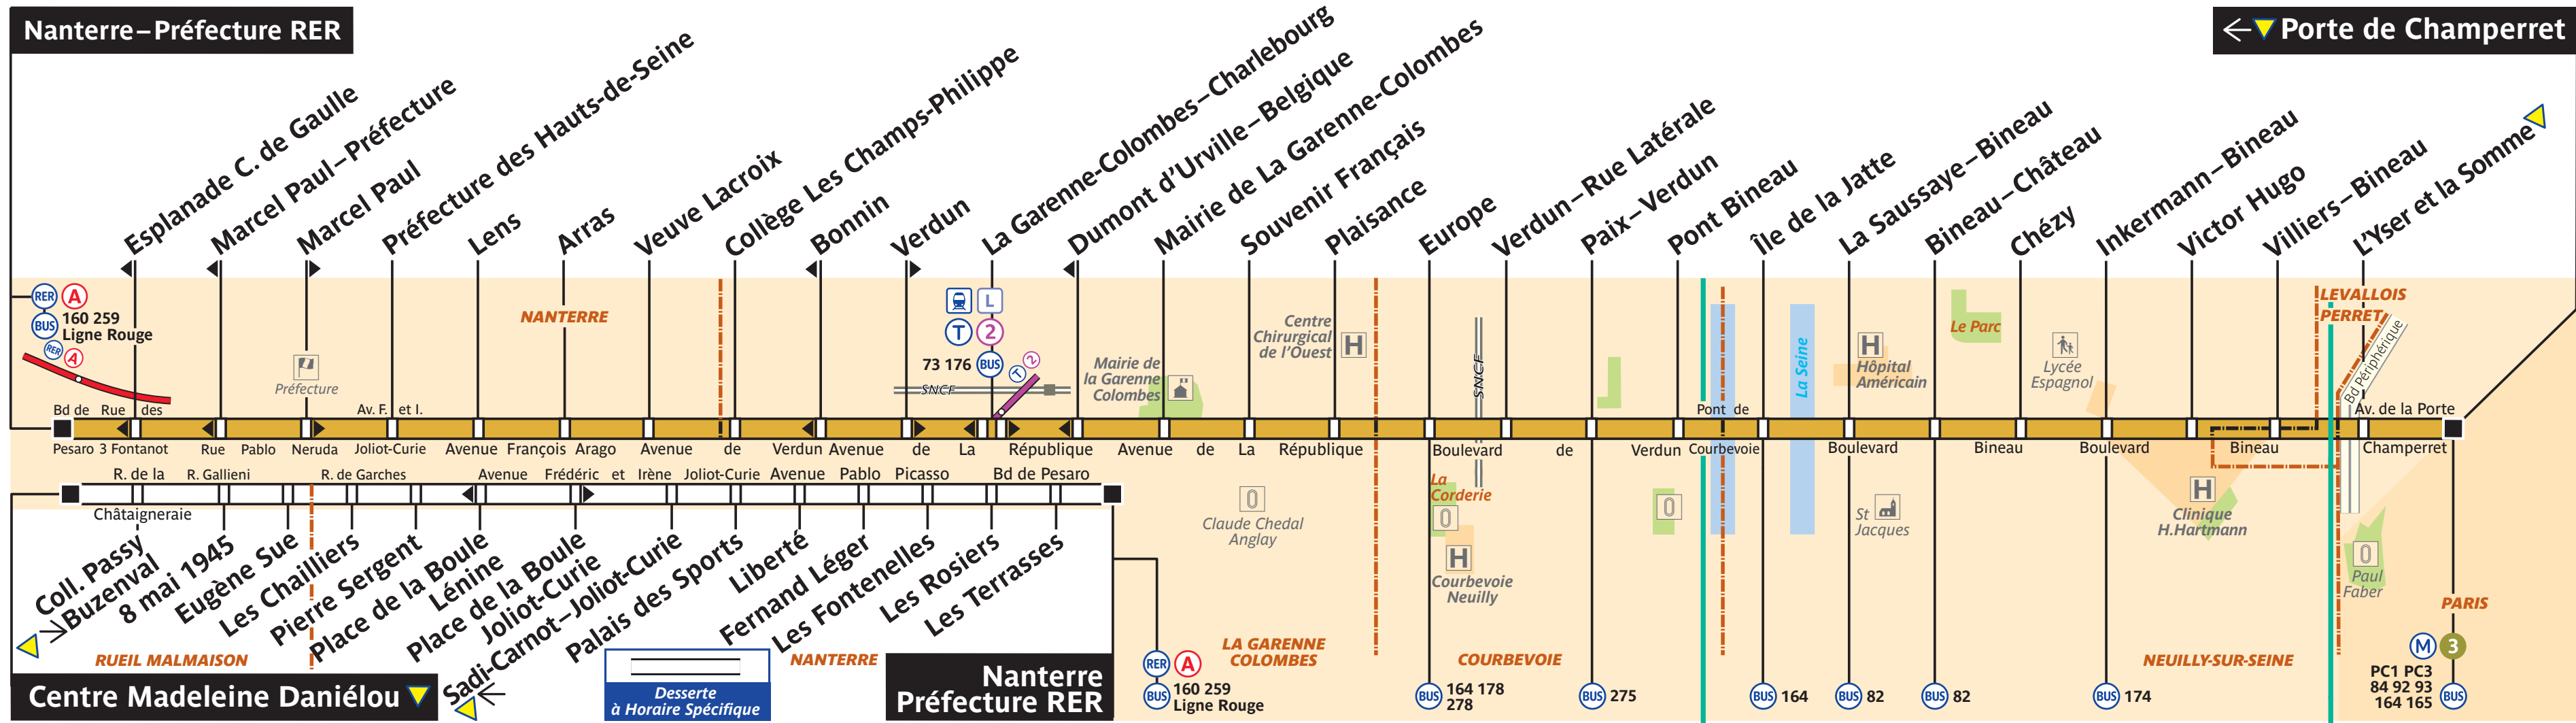 Nanterre–Préfecture RER
Porte de Champerret
Esplanade C. de Gaulle
Marcel Paul–Préfecture
Marcel Paul
Préfecture des Hauts-de-Seine
Lens
Arras
Veuve Lacroix
Collège Les Champs-Philippe
Bonnin
Verdun
La Garenne-Colombes–Charlebourg
Dumont d'Urville–Belgique
Mairie de La Garenne-Colombes
Souvenir Français
Plaisance
Europe
Verdun–Rue Latérale
Paix–Verdun
Pont Bineau
Île de la Jatte
La Saussaye–Bineau
Bineau–Château
Chézy
Inkermann–Bineau
Victor Hugo
Villiers–Bineau
L'Yser et la Somme
RER A
BUS 160 259
Ligne Rouge
RER A
NANTERRE
Préfecture
L
T 2
73 176 BUS
T 2
SNCF
Mairie de
la Garenne
Colombes
Centre
Chirurgical
de l'Ouest
H
SNCF
La Seine
H
Hôpital
Américain
Le Parc
Lycée
Espagnol
LEVALLOIS
PERRET
Bd Périphérique
Bd de Rue des
Av. F. et I.
Pont de
Av. de la Porte
Pesaro 3 Fontanot Rue Pablo Neruda Joliot-Curie Avenue François Arago Avenue de Verdun Avenue de La République Avenue de La République Boulevard de Verdun Courbevoie Boulevard Bineau Boulevard Bineau Champerret
R. de la R. Gallieni R. de Garches Avenue Frédéric et Irène Joliot-Curie Avenue Pablo Picasso Bd de Pesaro
Châtaigneraie
Coll. Passy
Buzenval
8 mai 1945
Eugène Sue
Les Chailliers
Pierre Sergent
Place de la Boule
Lénine
Place de la Boule
Joliot-Curie
Sadi-Carnot–Joliot-Curie
Palais des Sports
Liberté
Fernand Léger
Les Fontenelles
Les Rosiers
Les Terrasses
Claude Chedal
Anglay
La
Corderie
H
Courbevoie
Neuilly
St
Jacques
H
Clinique
H.Hartmann
Paul
Faber
PARIS
RUEIL MALMAISON
NANTERRE
LA GARENNE
COLOMBES
COURBEVOIE
NEUILLY-SUR-SEINE
Centre Madeleine Daniélou
Desserte
à Horaire Spécifique
Nanterre
Préfecture RER
RER A
BUS 160 259
Ligne Rouge
BUS 164 178
278
BUS 275
BUS 164
BUS 82
BUS 82
BUS 174
M 3
PC1 PC3
84 92 93
164 165 BUS